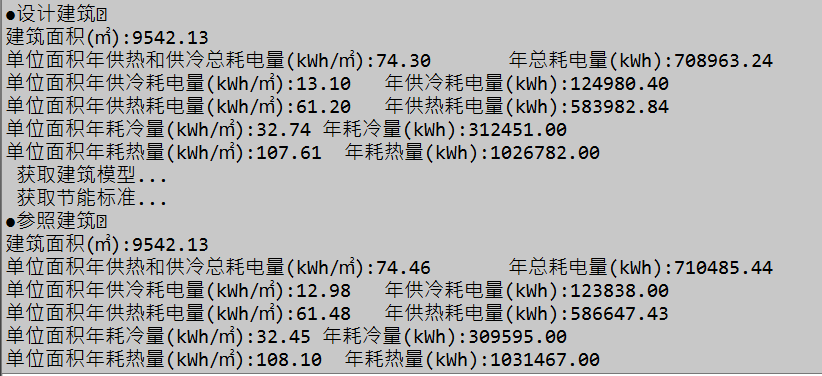 ●设计建筑
建筑面积(㎡):9542.13
单位面积年供热和供冷总耗电量(kWh/㎡):74.30 年总耗电量(kWh):708963.24
单位面积年供冷耗电量(kWh/㎡):13.10 年供冷耗电量(kWh):124980.40
单位面积年供热耗电量(kWh/㎡):61.20 年供热耗电量(kWh):583982.84
单位面积年耗冷量(kWh/㎡):32.74 年耗冷量(kWh):312451.00
单位面积年耗热量(kWh/㎡):107.61 年耗热量(kWh):1026782.00
获取建筑模型...
获取节能标准...
●参照建筑
建筑面积(㎡):9542.13
单位面积年供热和供冷总耗电量(kWh/㎡):74.46 年总耗电量(kWh):710485.44
单位面积年供冷耗电量(kWh/㎡):12.98 年供冷耗电量(kWh):123838.00
单位面积年供热耗电量(kWh/㎡):61.48 年供热耗电量(kWh):586647.43
单位面积年耗冷量(kWh/㎡):32.45 年耗冷量(kWh):309595.00
单位面积年耗热量(kWh/㎡):108.10 年耗热量(kWh):1031467.00